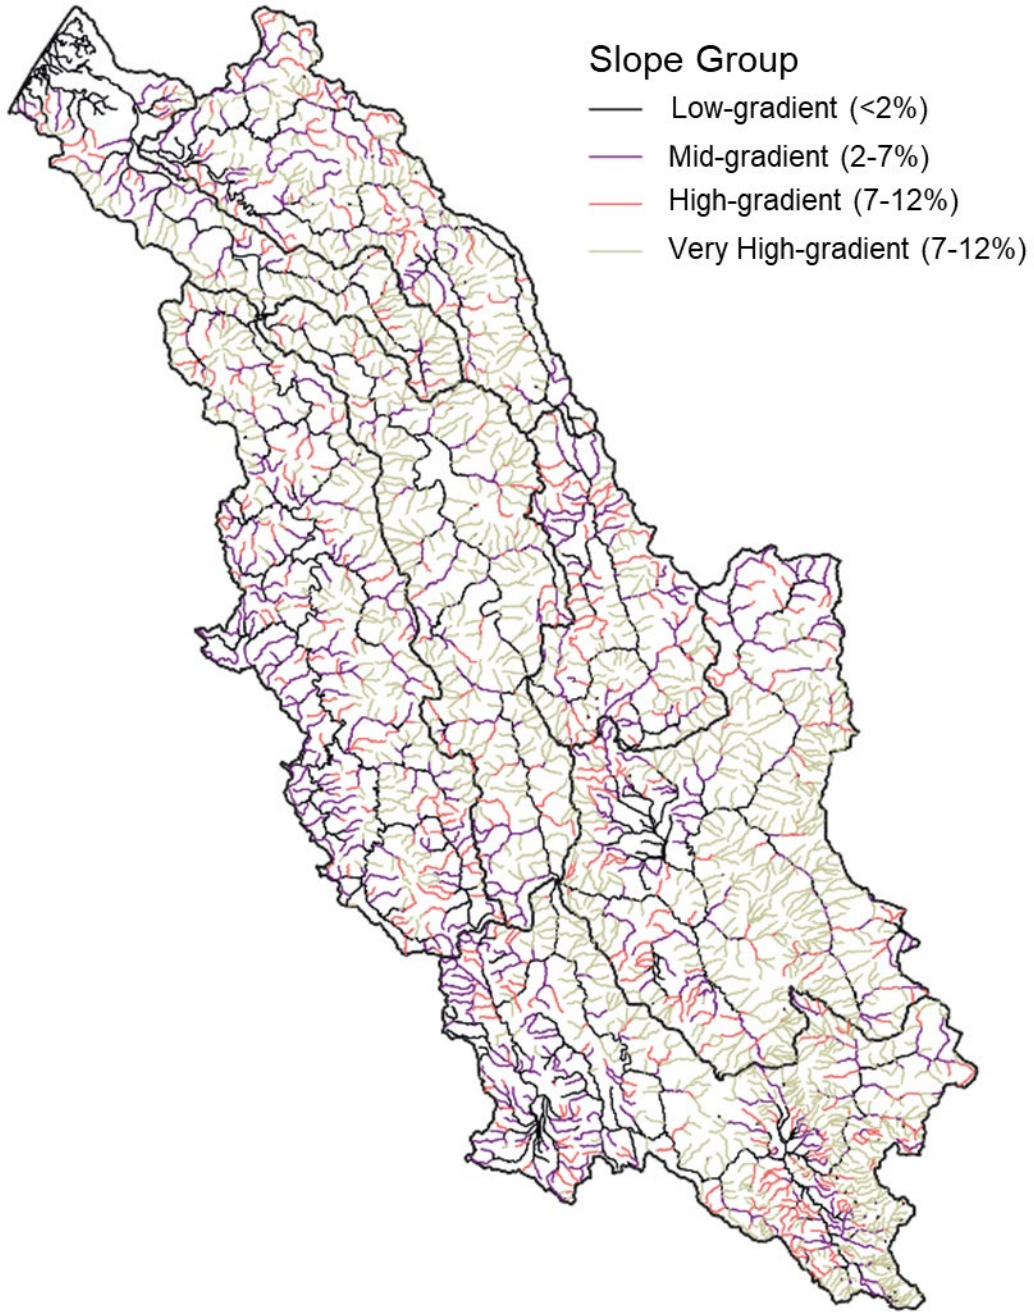 Slope Group
Low-gradient (<2%)
Mid-gradient (2-7%)
High-gradient (7-12%)
Very High-gradient (7-12%)